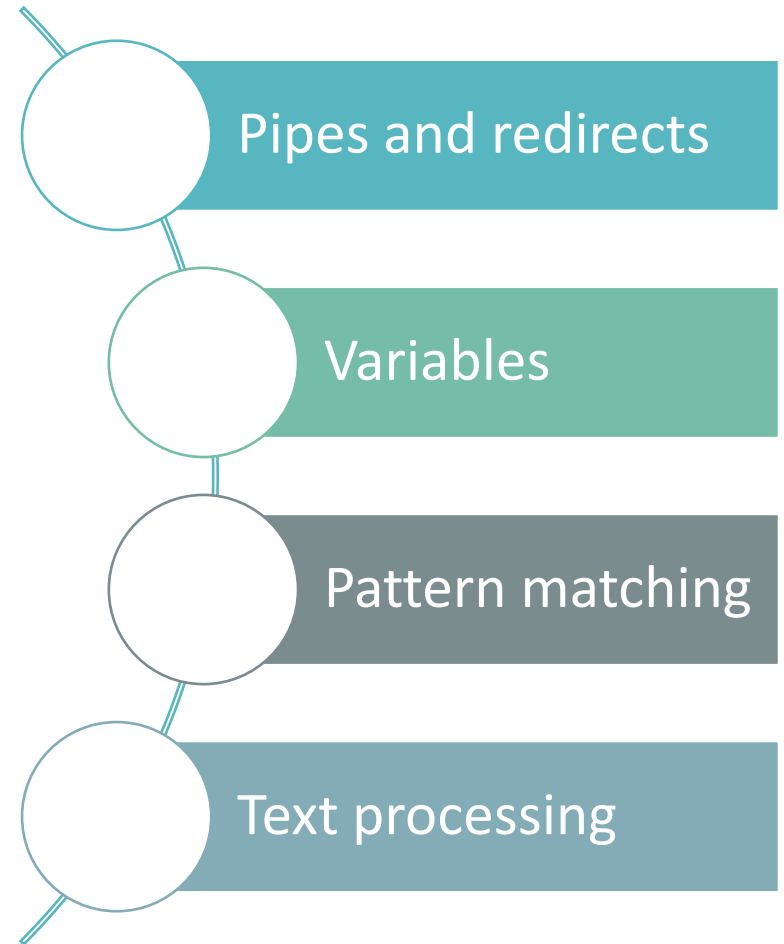 Pipes and redirects
Variables
Pattern matching
Text processing